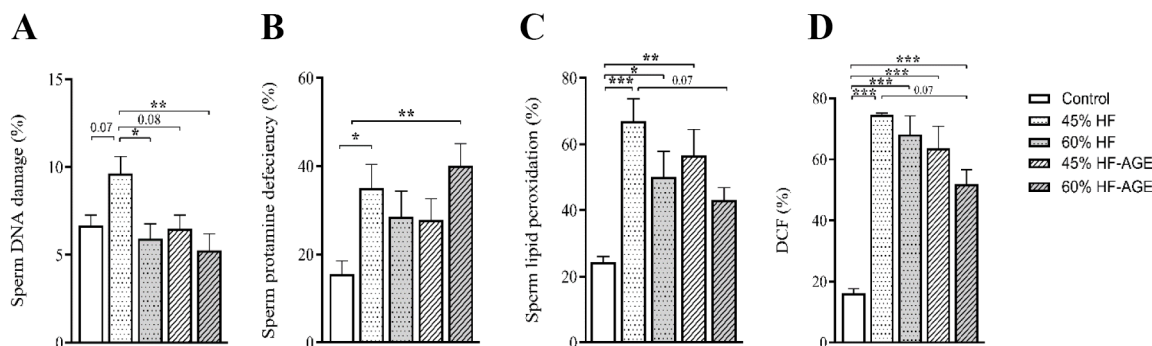 A
Sperm DNA damage (%)
15
10
5
0
0.07
**
0.08
*
B
Sperm protamine defeciency (%)
60
40
20
0
**
*
C
Sperm lipid peroxidation (%)
80
60
40
20
0
**
*
***
0.07
D
DCF (%)
80
60
40
20
0
***
***
***
***
0.07
Control
45% HF
60% HF
45% HF-AGE
60% HF-AGE